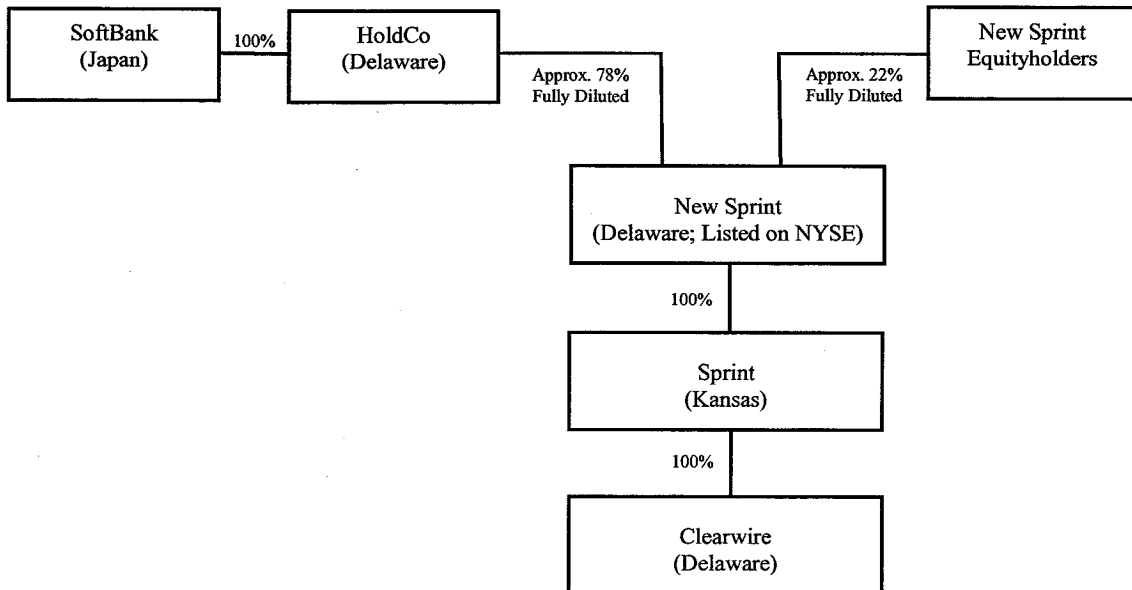 SoftBank
(Japan)
100%
HoldCo
(Delaware)
Approx. 78%
Fully Diluted
Approx. 22%
Fully Diluted
New Sprint
Equityholders
New Sprint
(Delaware; Listed on NYSE)
100%
Sprint
(Kansas)
100%
Clearwire
(Delaware)